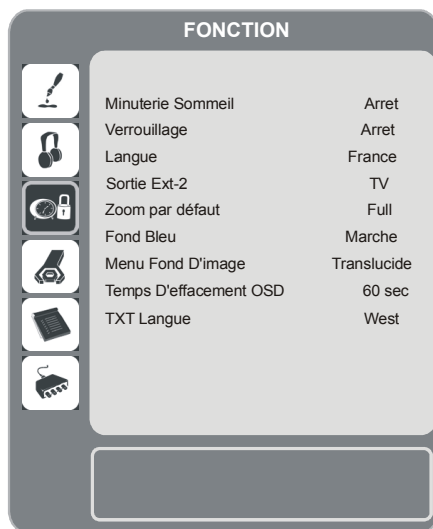 FONCTION
Minuterie Sommeil Arret
Verrouillage Arret
Langue France
Sortie Ext-2 TV
Zoom par défaut Full
Fond Bleu Marche
Menu Fond D'image Translucide
Temps D'effacement OSD 60 sec
TXT Langue West